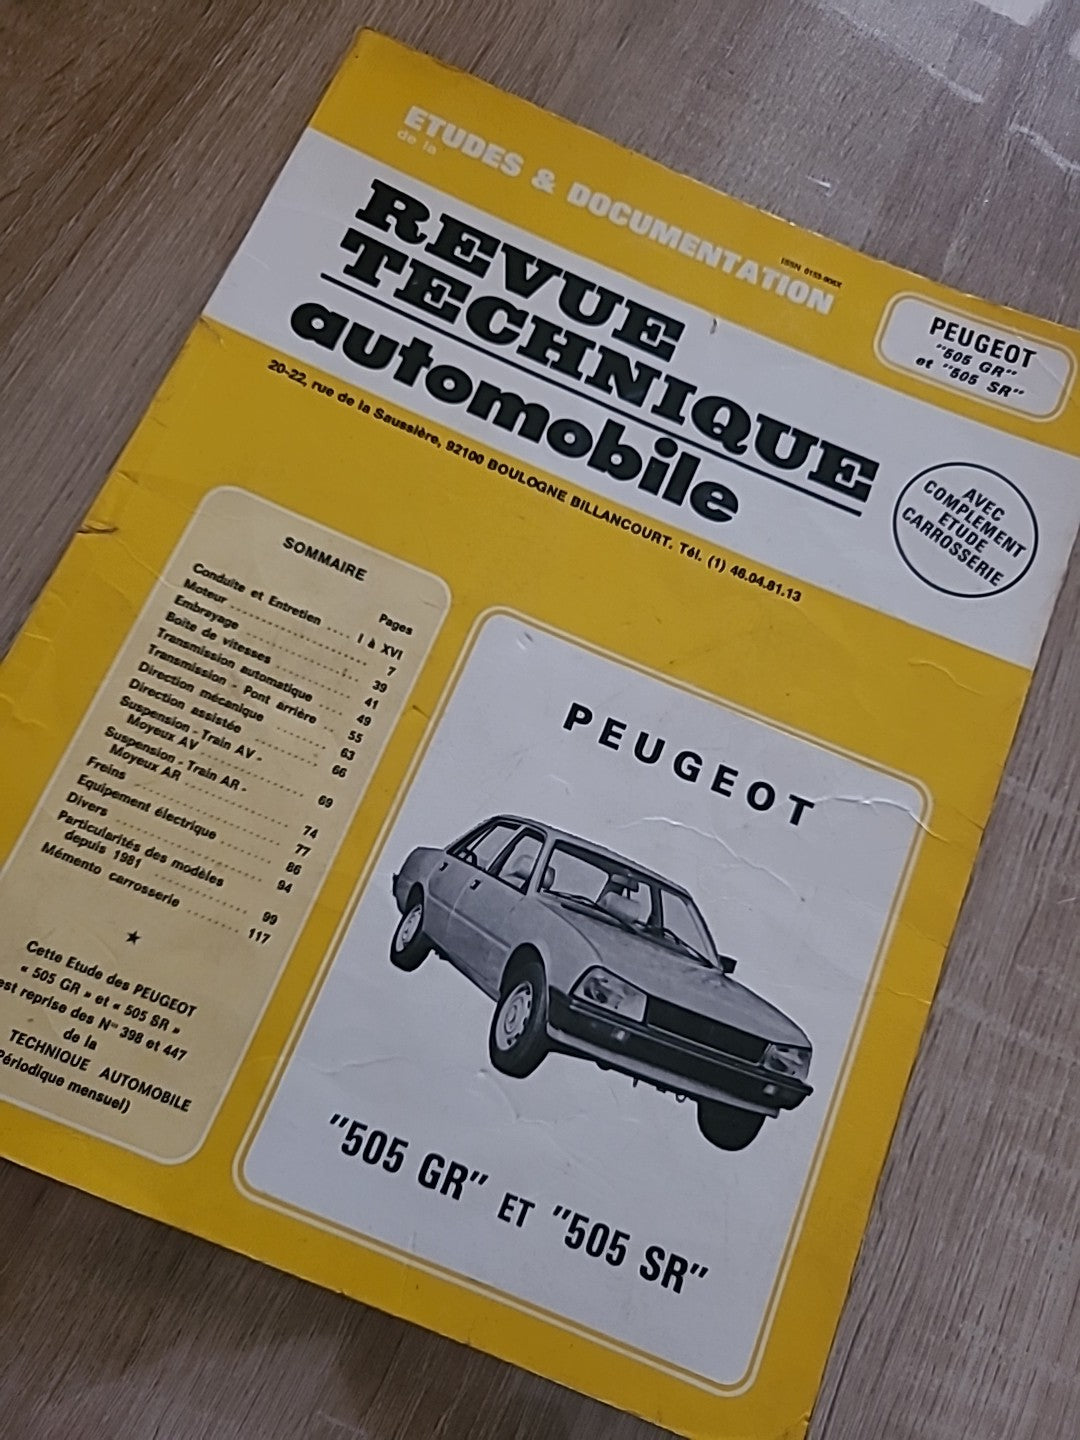 ETUDES & DOCUMENTATION
de la
REVUE
TECHNIQUE
automobile
20-22, rue de la Saussière, 92100 BOULOGNE BILLANCOURT. Tél. (1) 46.04.81.13
PEUGEOT
"505 GR"
et "505 SR"
AVEC
COMPLEMENT
ETUDE
CARROSSERIE
SOMMAIRE
Pages
Conduite et Entretien .... I à XVI
Moteur .................... 7
Embrayage ................. 39
Boite de vitesses ......... 41
Transmission automatique .... 49
Transmission - Pont arrière .... 55
Direction mécanique ........ 63
Direction assistée .......... 66
Suspension - Train AV -
Moyeux AV ............... 69
Suspension - Train AR -
Moyeux AR ............... 74
Freins ..................... 77
Equipement électrique ....... 86
Divers ..................... 94
Particularités des modèles
depuis 1981 .............. 99
Mémento carrosserie ........ 117
★
Cette Etude des PEUGEOT
« 505 GR » et « 505 SR »
est reprise des Nos 398 et 447
de la
TECHNIQUE AUTOMOBILE
Périodique mensuel)
PEUGEOT
"505 GR" ET "505 SR"